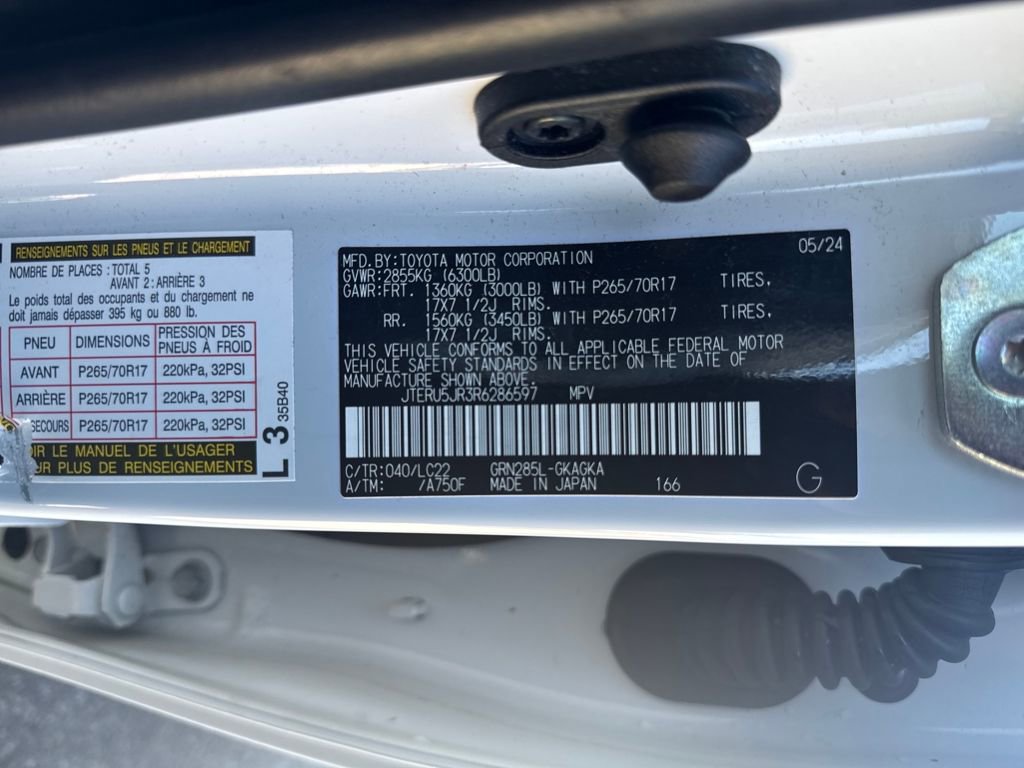 RENSEIGNEMENTS SUR LES PNEUS ET LE CHARGEMENT
NOMBRE DE PLACES : TOTAL 5
AVANT 2 : ARRIÈRE 3
Le poids total des occupants et du chargement ne
doit jamais dépasser 395 kg ou 880 lb.
PNEU DIMENSIONS PRESSION DES PNEUS À FROID
AVANT P265/70R17 220kPa, 32PSI
ARRIÈRE P265/70R17 220kPa, 32PSI
SECOURS P265/70R17 220kPa, 32PSI
LE MANUEL DE L'USAGER
PLUS DE RENSEIGNEMENTS
L 3 35B40
05/24
MFD.BY:TOYOTA MOTOR CORPORATION
GVWR:2855KG (6300LB)
GAWR:FRT. 1360KG (3000LB) WITH P265/70R17 TIRES.
17X7 1/2J RIMS.
RR. 1560KG (3450LB) WITH P265/70R17 TIRES.
17X7 1/2J RIMS.
THIS VEHICLE CONFORMS TO ALL APPLICABLE FEDERAL MOTOR
VEHICLE SAFETY STANDARDS IN EFFECT ON THE DATE OF
MANUFACTURE SHOWN ABOVE.
JTERU5JR3R6286597 MPV
C/TR:040/LC22 GRN285L-GKAGKA
A/TM: /A750F MADE IN JAPAN 166 G